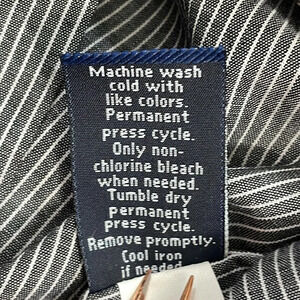 Machine wash
cold with
like colors.
Permanent
press cycle.
Only non-
chlorine bleach
when needed.
Tumble dry
permanent
press cycle.
Remove promptly.
Cool iron
if needed